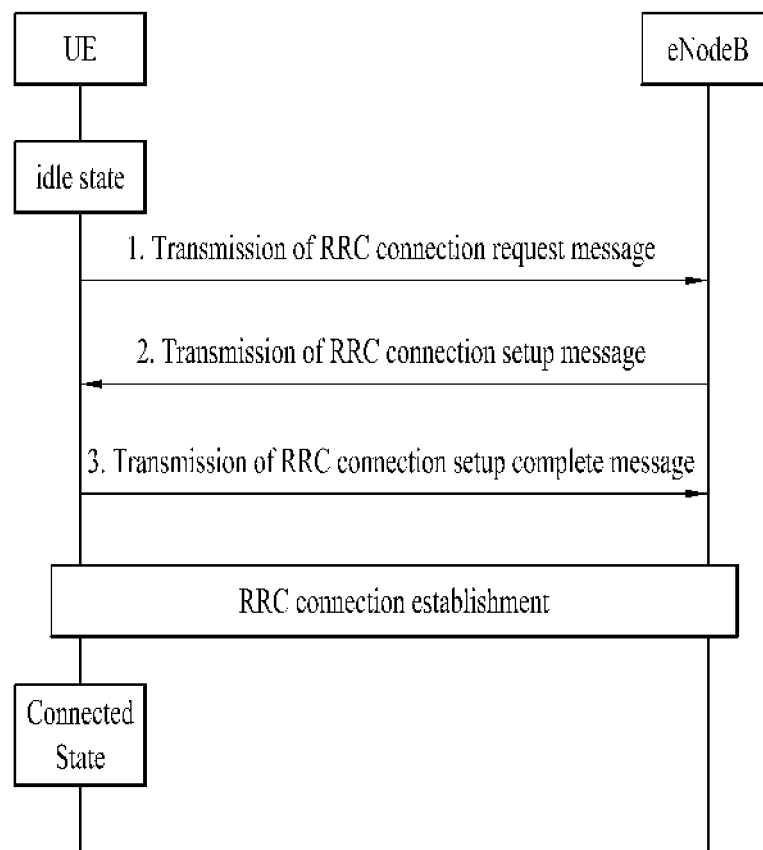 UE
eNodeB
idle state
1. Transmission of RRC connection request message
2. Transmission of RRC connection setup message
3. Transmission of RRC connection setup complete message
RRC connection establishment
Connected
State